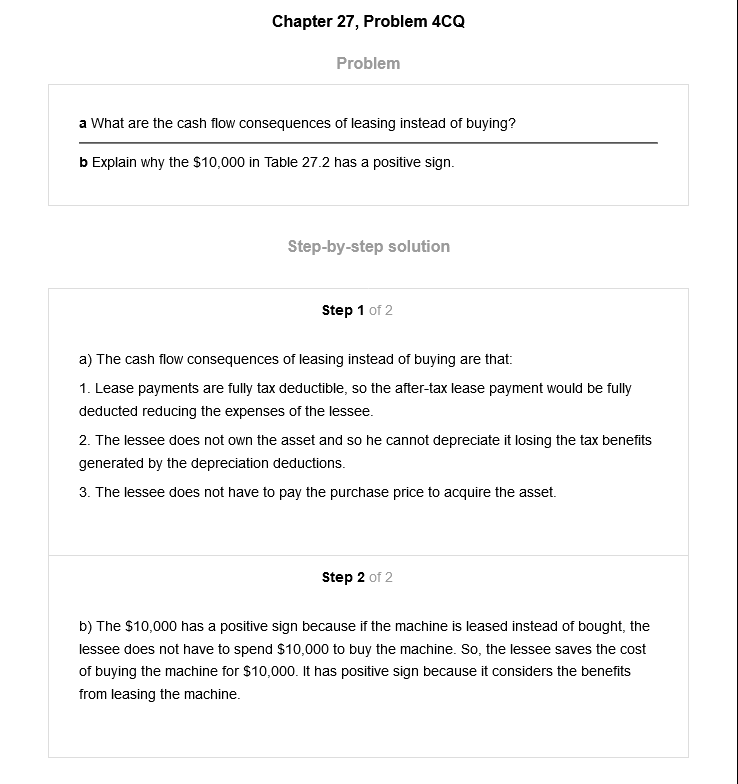 Chapter 27, Problem 4CQ
Problem
a What are the cash flow consequences of leasing instead of buying?
b Explain why the $10,000 in Table 27.2 has a positive sign.
Step-by-step solution
Step 1 of 2
a) The cash flow consequences of leasing instead of buying are that:
1. Lease payments are fully tax deductible, so the after-tax lease payment would be fully
deducted reducing the expenses of the lessee.
2. The lessee does not own the asset and so he cannot depreciate it losing the tax benefits
generated by the depreciation deductions.
3. The lessee does not have to pay the purchase price to acquire the asset.
Step 2 of 2
b) The $10,000 has a positive sign because if the machine is leased instead of bought, the
lessee does not have to spend $10,000 to buy the machine. So, the lessee saves the cost
of buying the machine for $10,000. It has positive sign because it considers the benefits
from leasing the machine.